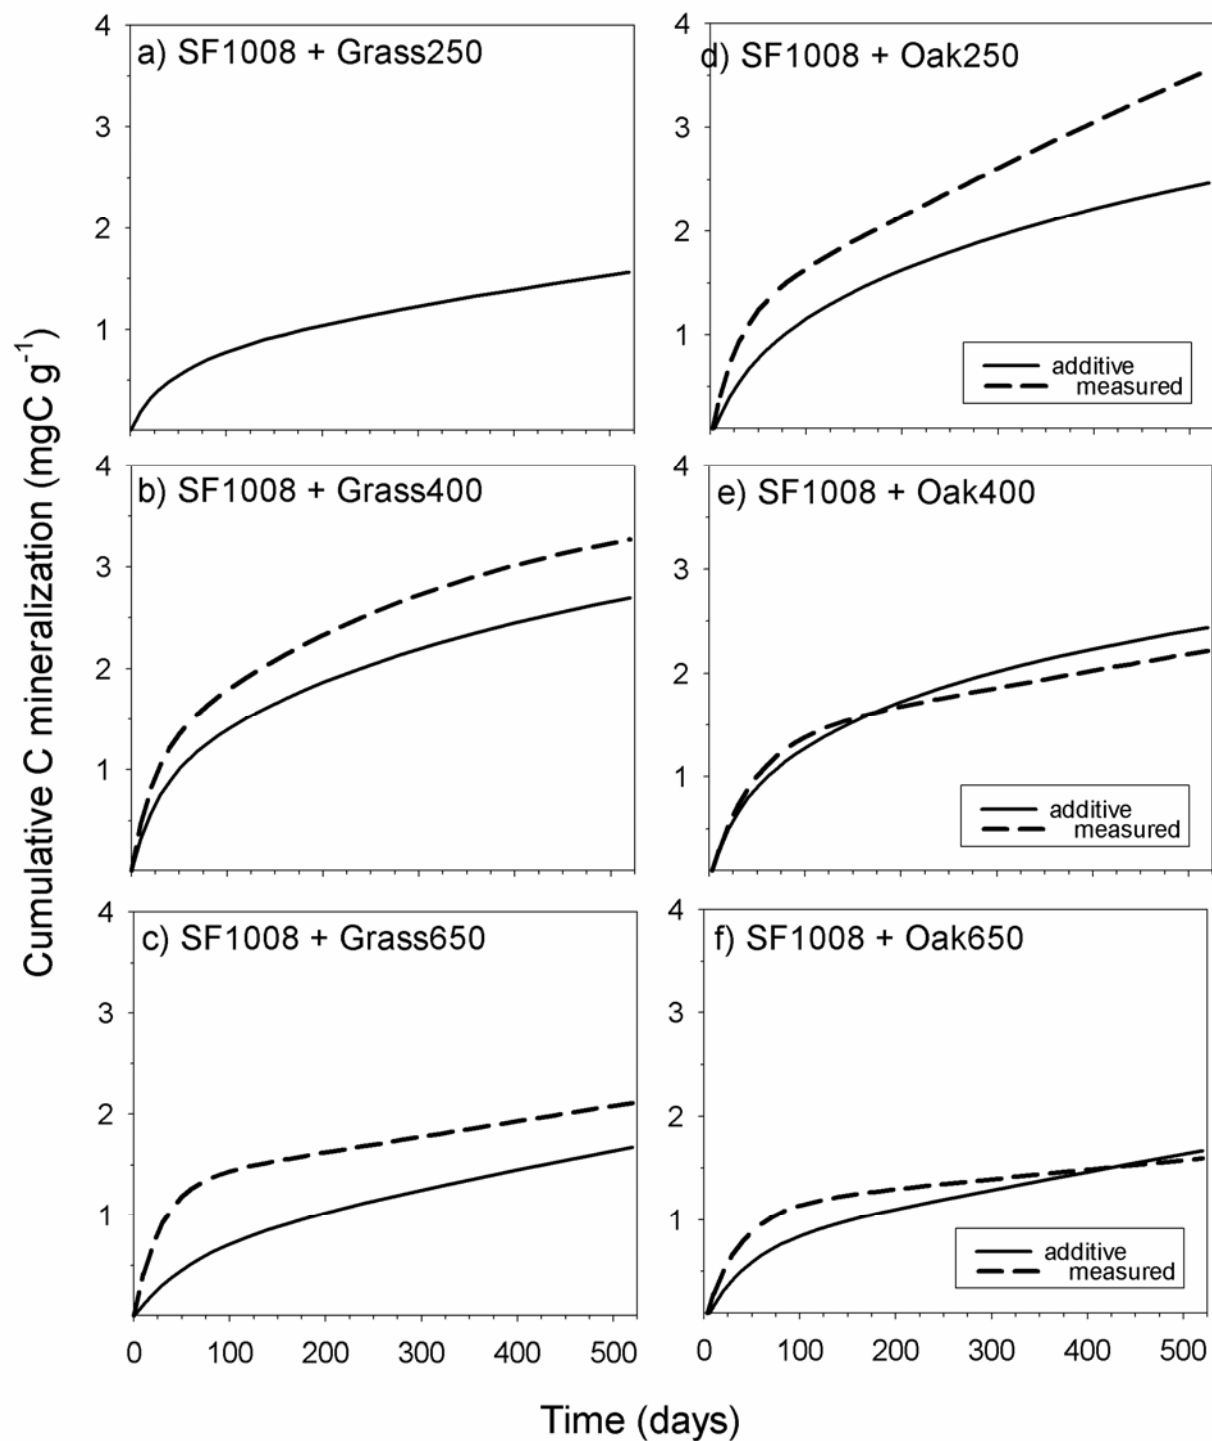 Cumulative C mineralization (mgC g⁻¹)
a) SF1008 + Grass250
4
3
2
1
d) SF1008 + Oak250
4
3
2
1
additive
measured
b) SF1008 + Grass400
4
3
2
1
e) SF1008 + Oak400
4
3
2
1
additive
measured
c) SF1008 + Grass650
4
3
2
1
0 100 200 300 400 500
f) SF1008 + Oak650
4
3
2
1
additive
measured
0 100 200 300 400 500
Time (days)